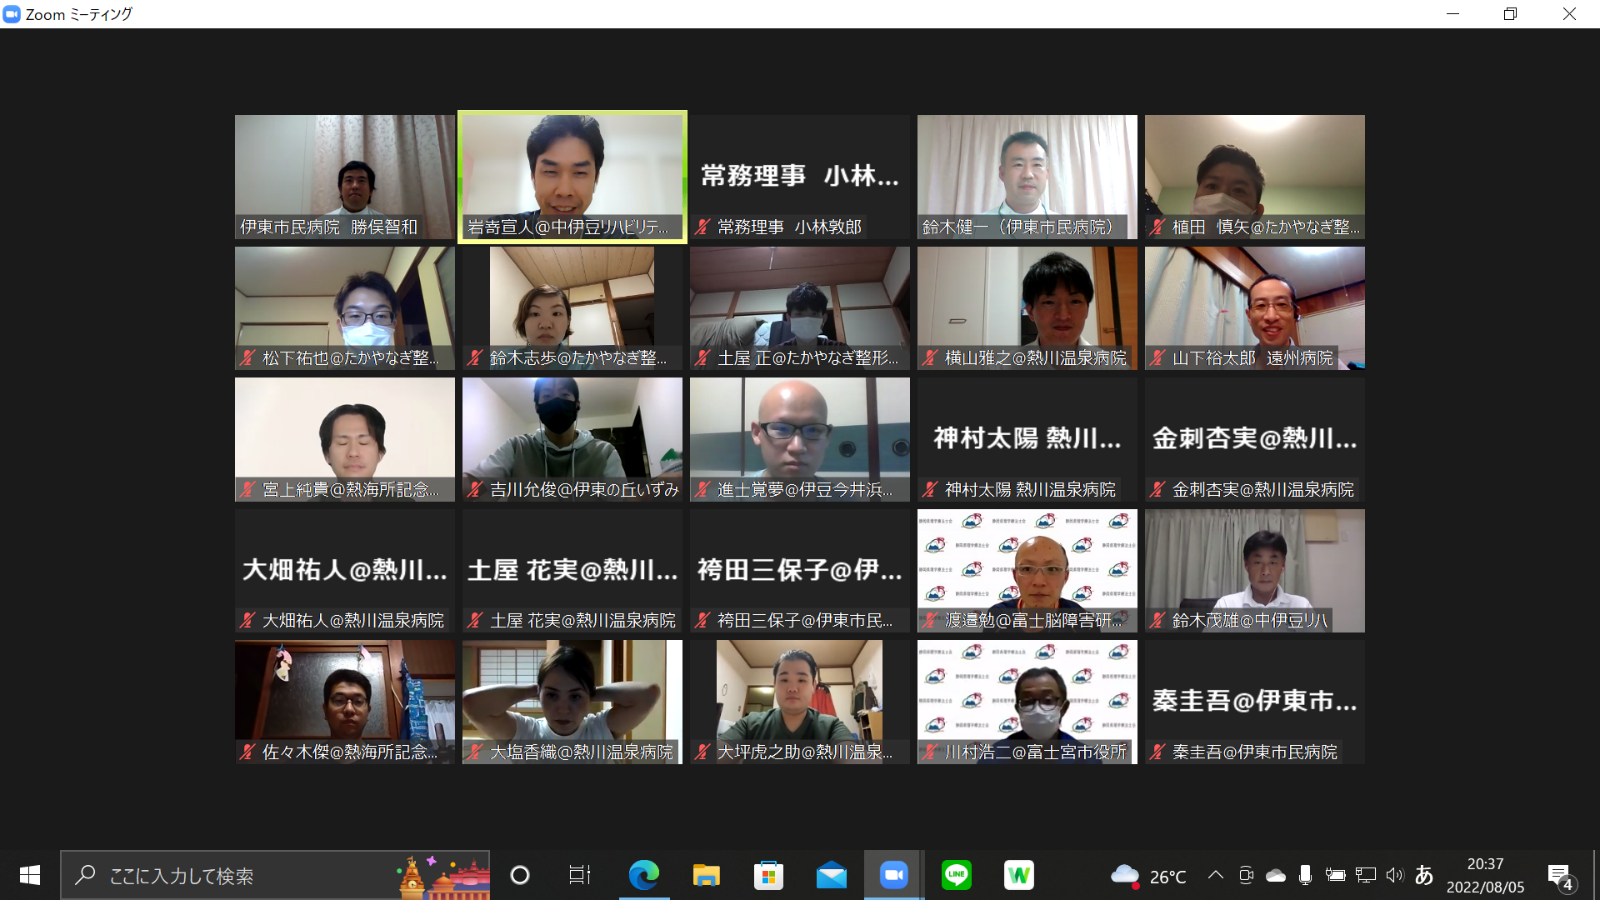 Zoom ミーティング
伊東市民病院 勝俣智和
岩嵜宣人@中伊豆リハビリテ...
常務理事 小林...
常務理事 小林敦郎
鈴木健一（伊東市民病院）
植田 慎矢@たかやなぎ整...
松下祐也@たかやなぎ整...
鈴木志歩@たかやなぎ整...
土屋 正@たかやなぎ整形...
横山雅之@熱川温泉病院
山下裕太郎 遠州病院
宮上純貴@熱海所記念...
吉川允俊@伊東の丘いずみ
進士覚夢@伊豆今井浜...
神村太陽 熱川...
神村太陽 熱川温泉病院
金刺杏実@熱川...
金刺杏実@熱川温泉病院
大畑祐人@熱川...
大畑祐人@熱川温泉病院
土屋 花実@熱川...
土屋 花実@熱川温泉病院
袴田三保子@伊...
袴田三保子@伊東市民...
渡邉勉@富士脳障害研...
鈴木茂雄@中伊豆リハ
佐々木傑@熱海所記念...
大塩香織@熱川温泉病院
大坪虎之助@熱川温泉...
川村浩二@富士宮市役所
秦圭吾@伊東市...
秦圭吾@伊東市民病院
ここに入力して検索
LINE
W
26°C
あ
20:37
2022/08/05
4